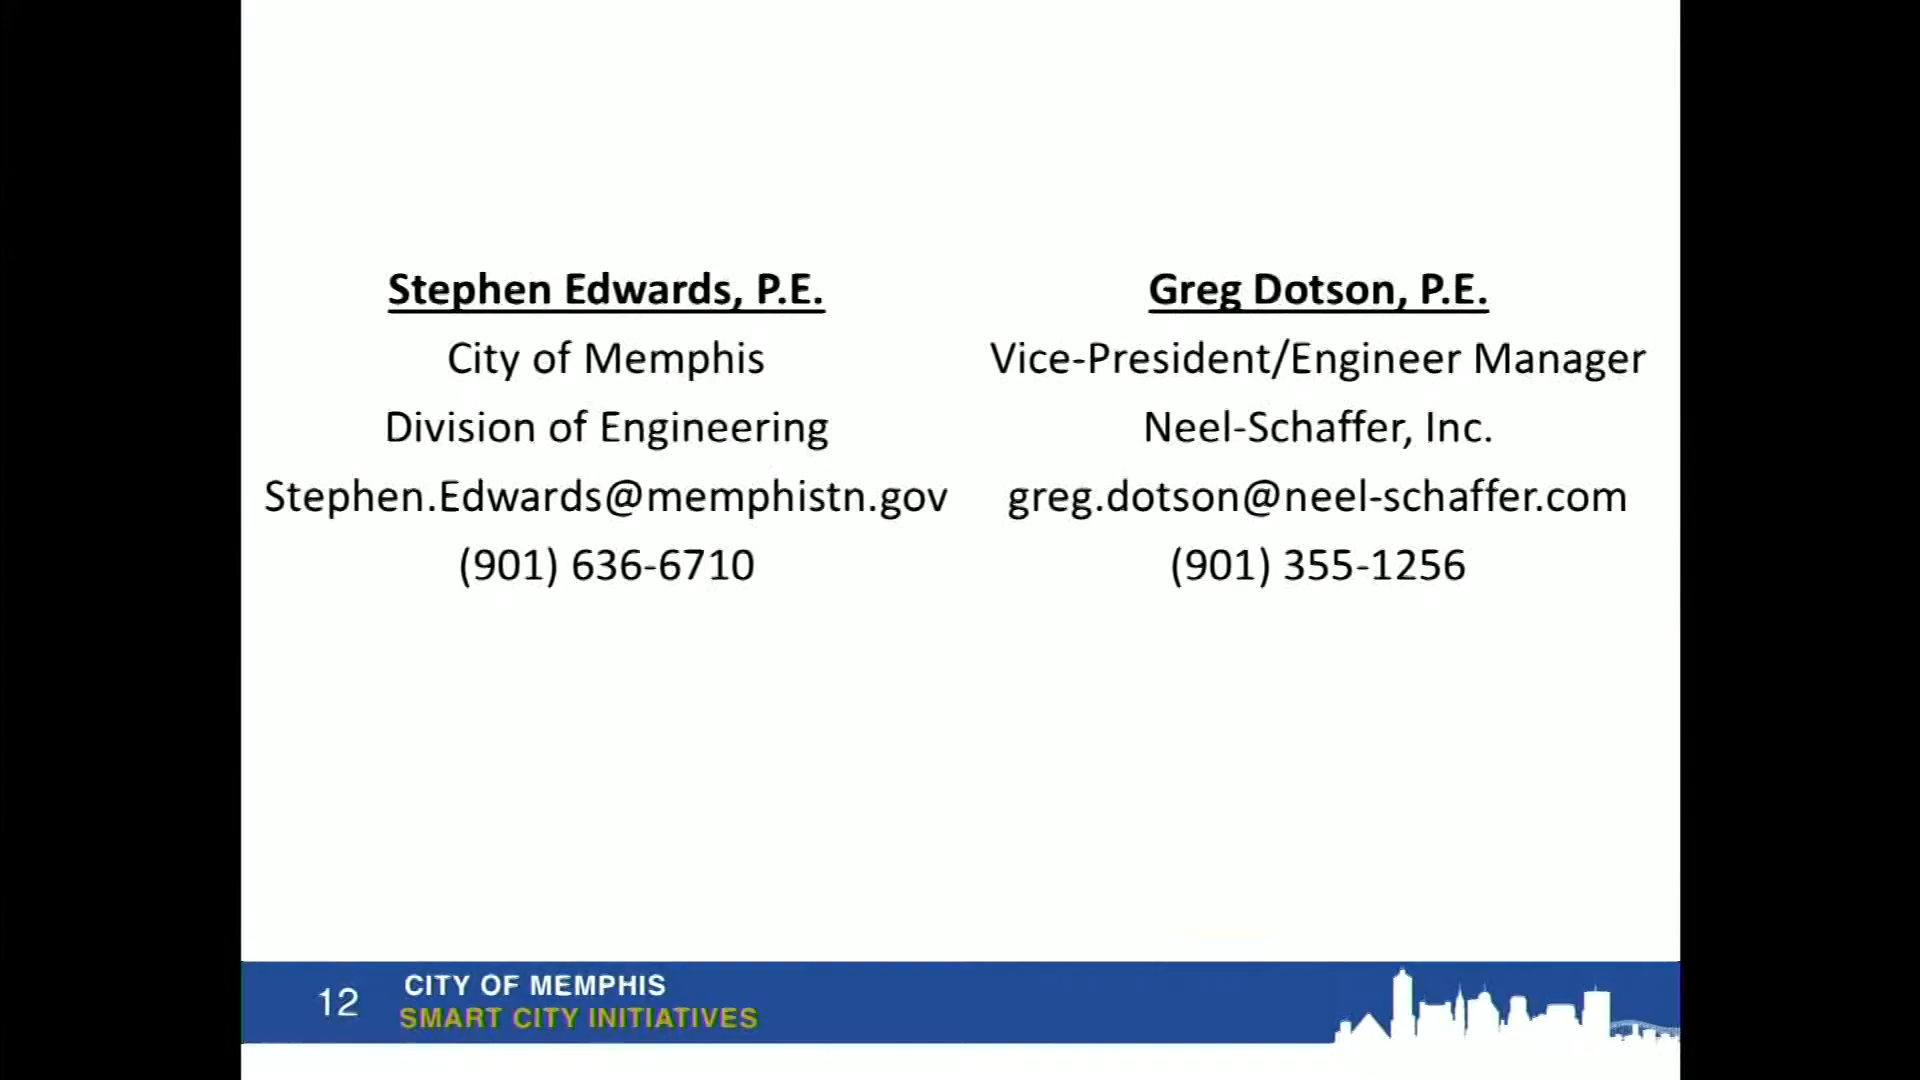 Stephen Edwards, P.E.
City of Memphis
Division of Engineering
Stephen.Edwards@memphistn.gov
(901) 636-6710
Greg Dotson, P.E.
Vice-President/Engineer Manager
Neel-Schaffer, Inc.
greg.dotson@neel-schaffer.com
(901) 355-1256
12
CITY OF MEMPHIS
SMART CITY INITIATIVES